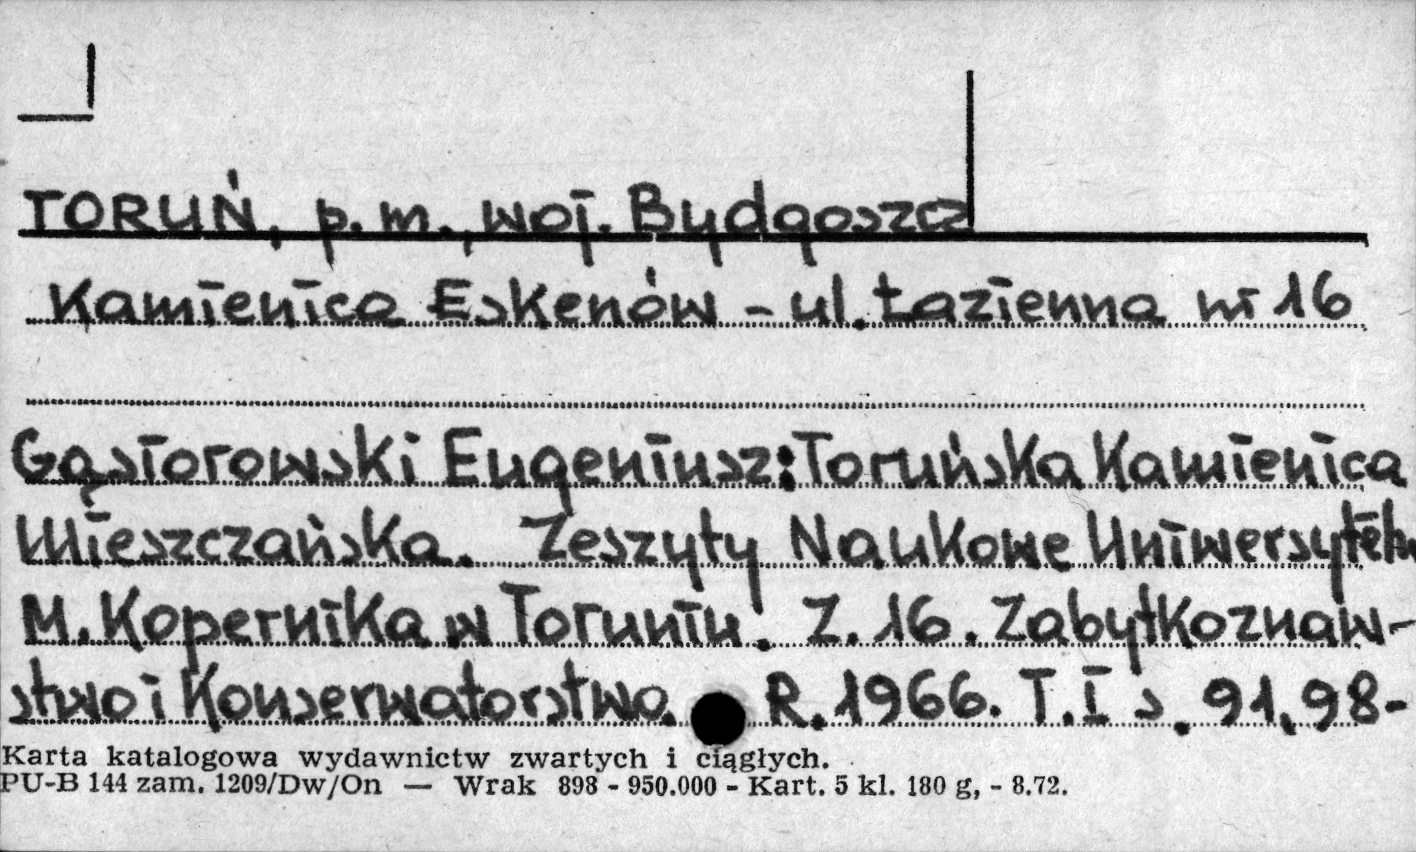 TORUŃ, p.m., woj. Bydgoszcz
Kamienica Eskenów - ul. Łazienna nr 16
Gąsiorowski Eugeniusz: Toruńska Kamienica
Mieszczańska. Zeszyty Naukowe Uniwersytetu
M. Kopernika w Toruniu. Z. 16. Zabytkoznaw-
stwo i Konserwatorstwo. R. 1966. T. I s. 91, 98-
Karta katalogowa wydawnictw zwartych i ciągłych.
PU-B 144 zam. 1209/Dw/On — Wrak 898 - 950.000 - Kart. 5 kl. 180 g, - 8.72.